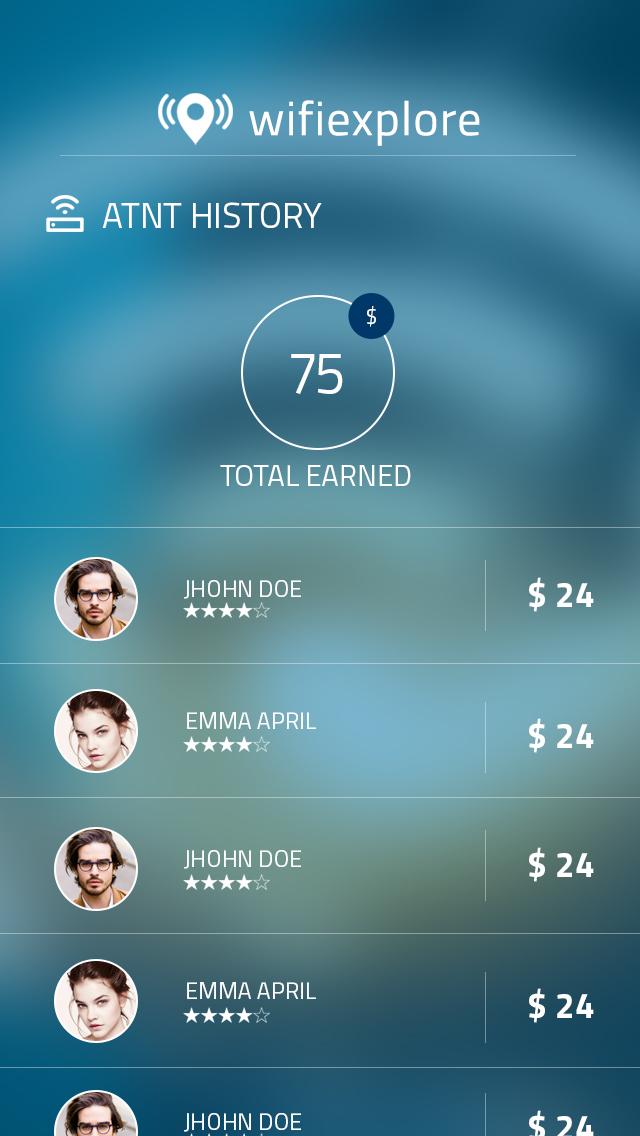 wifiexplore
ATNT HISTORY
$
75
TOTAL EARNED
JHOHN DOE
★★★★☆
$ 24
EMMA APRIL
★★★★☆
$ 24
JHOHN DOE
★★★★☆
$ 24
EMMA APRIL
★★★★☆
$ 24
JHOHN DOE
$ 24